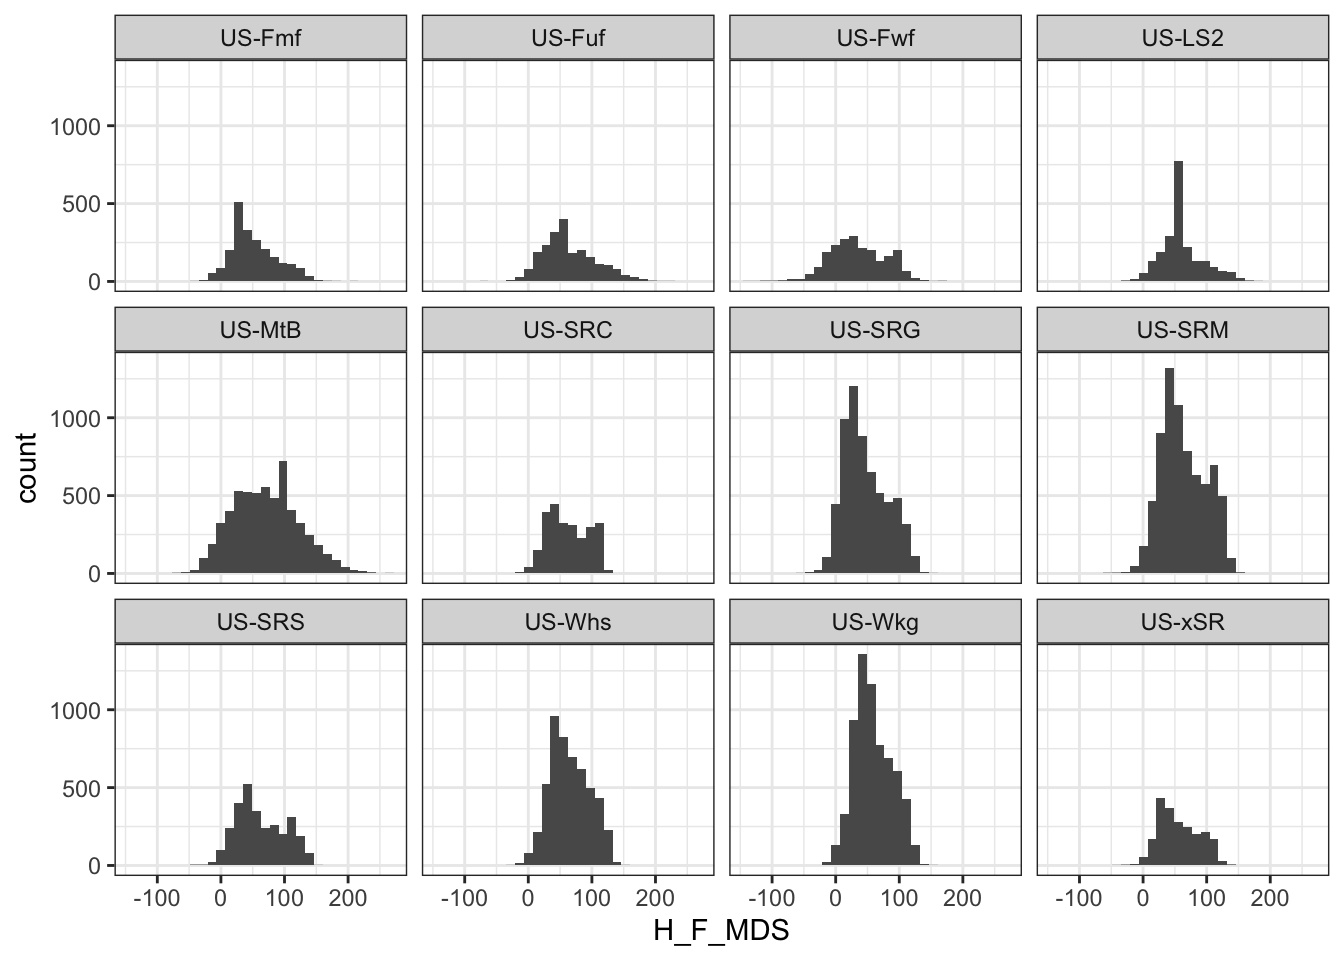 US-Fmf US-Fuf US-Fwf US-LS2
1000
500
0
US-MtB US-SRC US-SRG US-SRM
1000
500
0
count
US-SRS US-Whs US-Wkg US-xSR
1000
500
0
-100 0 100 200 -100 0 100 200 -100 0 100 200 -100 0 100 200
H_F_MDS